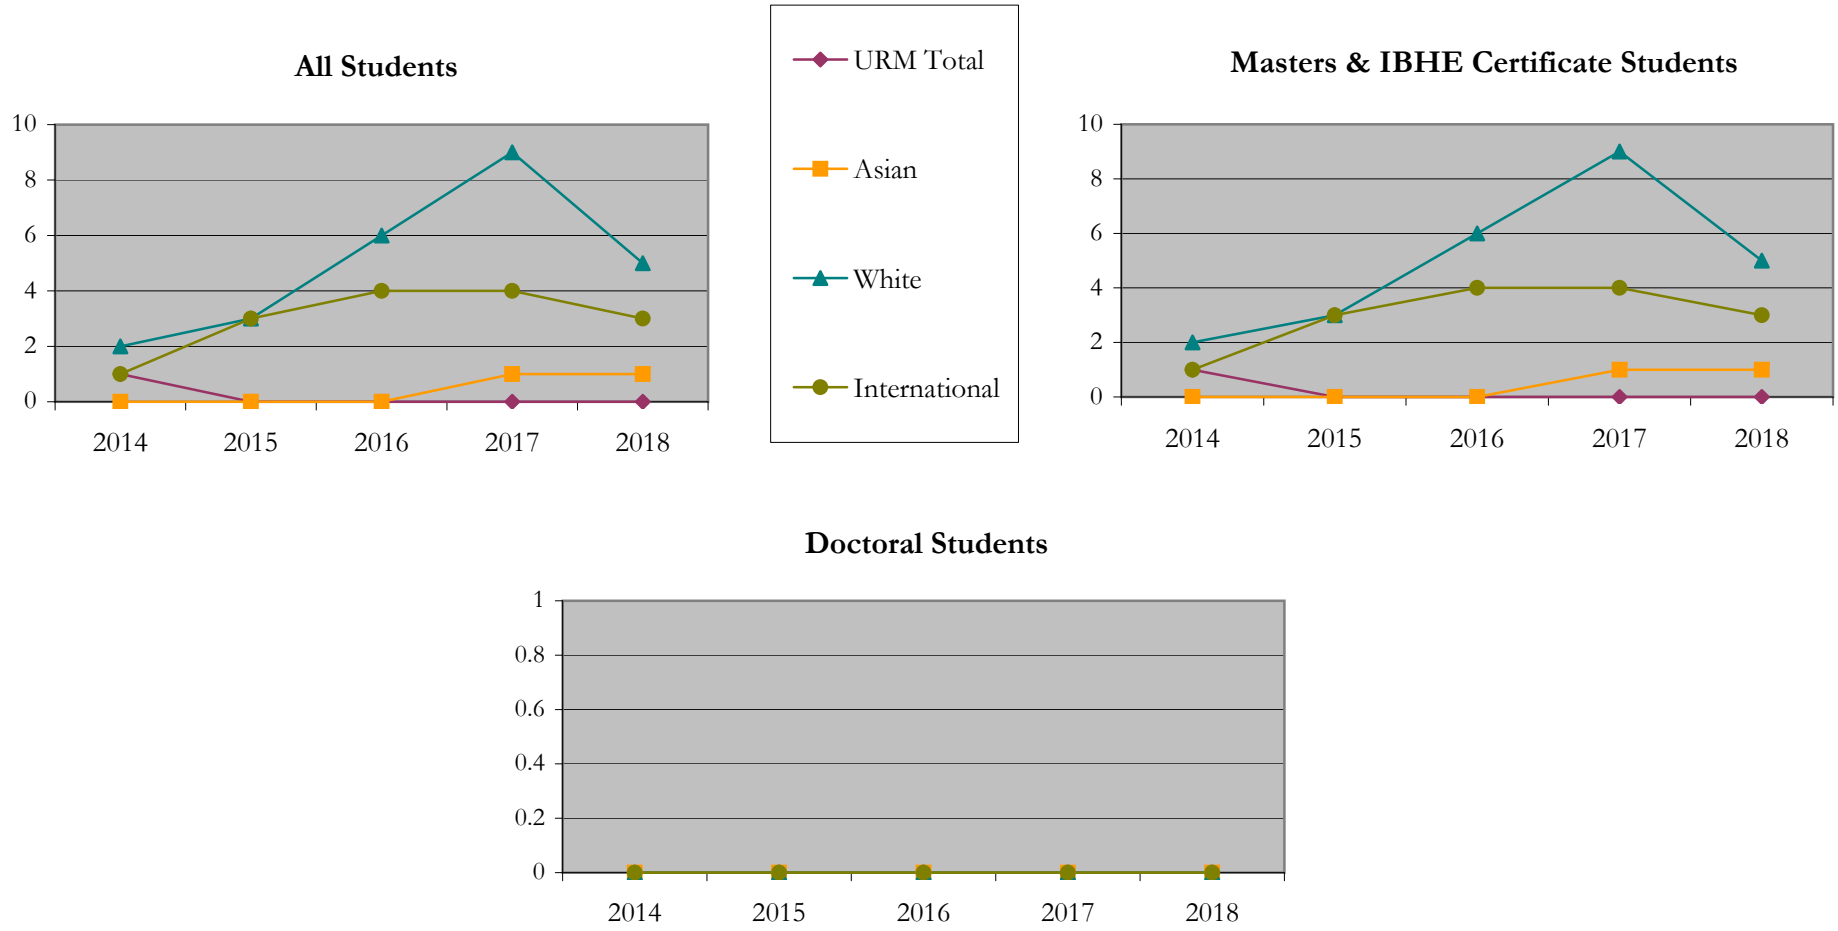 All Students
10
8
6
4
2
0
2014 2015 2016 2017 2018
URM Total
Asian
White
International
Masters & IBHE Certificate Students
10
8
6
4
2
0
2014 2015 2016 2017 2018
Doctoral Students
1
0.8
0.6
0.4
0.2
0
2014 2015 2016 2017 2018